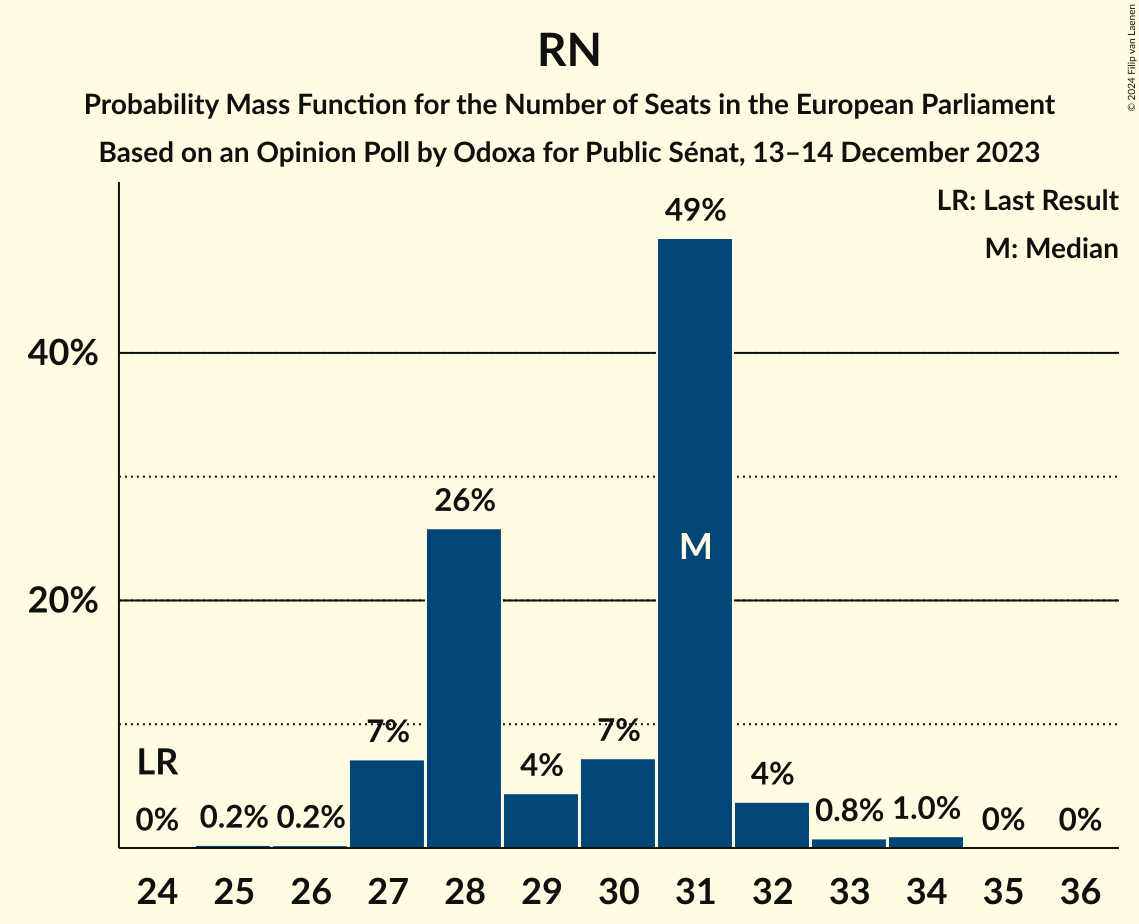 RN
Probability Mass Function for the Number of Seats in the European Parliament
Based on an Opinion Poll by Odoxa for Public Sénat, 13–14 December 2023
© 2024 Filip van Laenen
LR: Last Result
M: Median
49%
40%
26%
M
20%
7%
7%
LR
4%
4%
0%
0.2%
0.2%
0.8%
1.0%
0%
0%
24 25 26 27 28 29 30 31 32 33 34 35 36